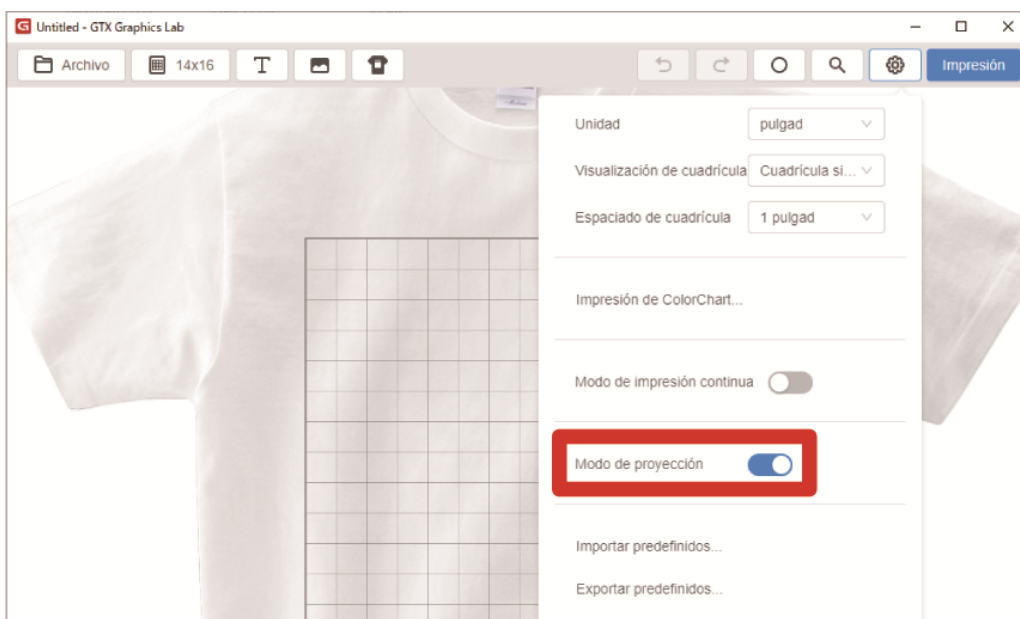 Untitled - GTX Graphics Lab
Archivo 14x16 T Impresión
Unidad pulgad
Visualización de cuadrícula Cuadrícula si...
Espaciado de cuadrícula 1 pulgad
Impresión de ColorChart...
Modo de impresión continua
Modo de proyección
Importar predefinidos...
Exportar predefinidos...